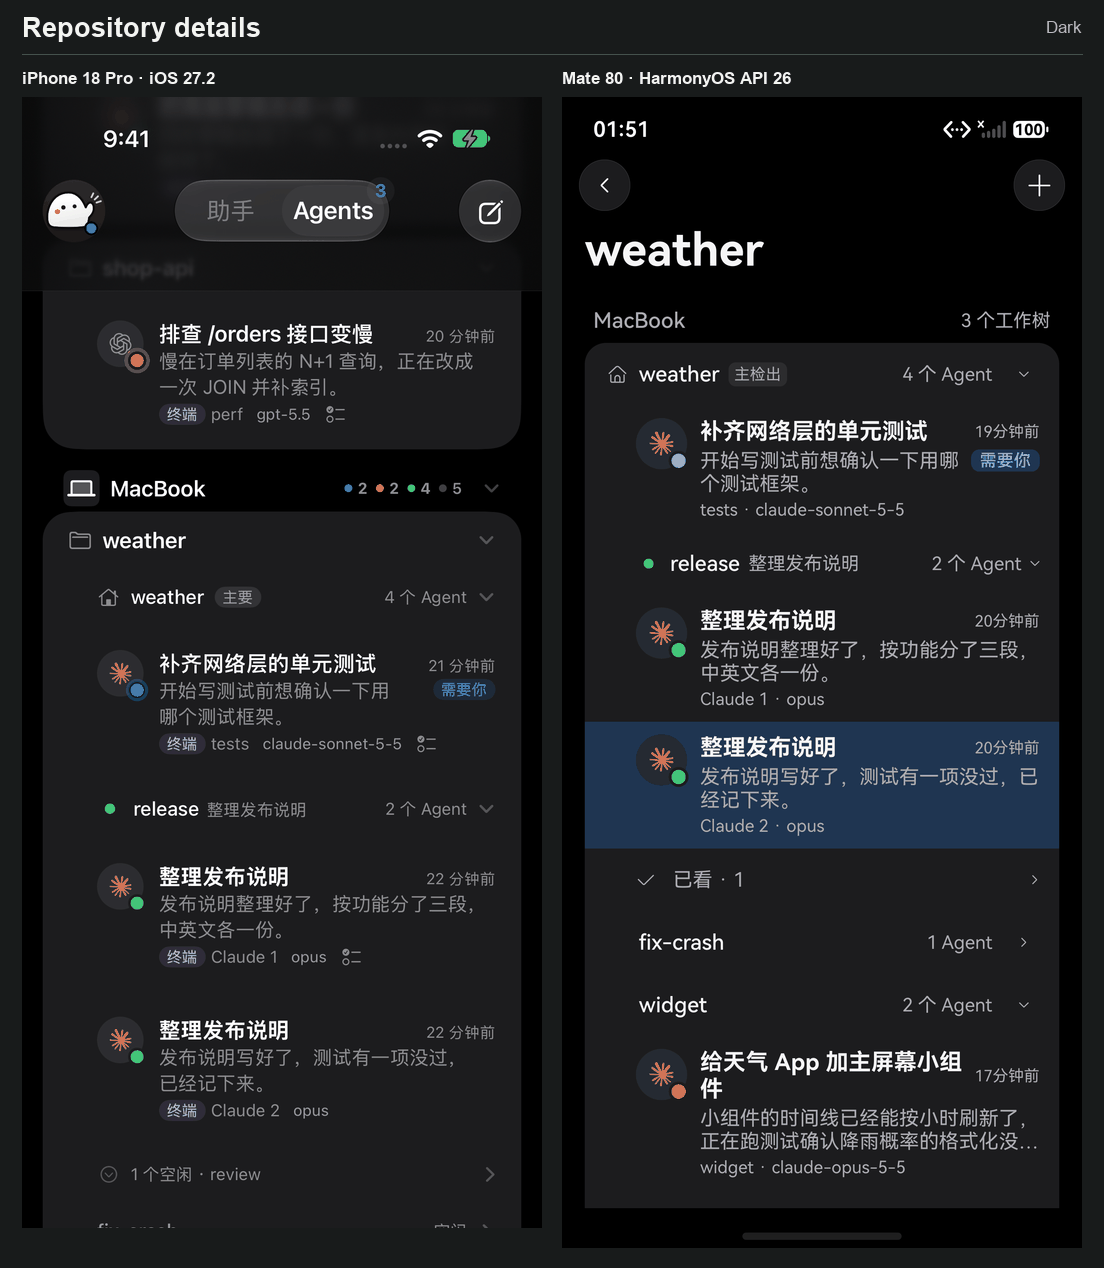 Repository details
Dark
iPhone 18 Pro · iOS 27.2
9:41
助手
Agents
3
shop-api
排查 /orders 接口变慢
20 分钟前
慢在订单列表的 N+1 查询，正在改成
一次 JOIN 并补索引。
终端 perf gpt-5.5
MacBook
2 2 4 5
weather
weather 主要
4 个 Agent
补齐网络层的单元测试
21 分钟前
开始写测试前想确认一下用
需要你
哪个测试框架。
终端 tests claude-sonnet-5-5
release 整理发布说明
2 个 Agent
整理发布说明
22 分钟前
发布说明整理好了，按功能分了三段，
中英文各一份。
终端 Claude 1 opus
整理发布说明
22 分钟前
发布说明写好了，测试有一项没过，
已经记下来。
终端 Claude 2 opus
1 个空闲 · review
Mate 80 · HarmonyOS API 26
01:51
100
weather
MacBook
3 个工作树
weather 主检出
4 个 Agent
补齐网络层的单元测试
19分钟前
开始写测试前想确认一下用哪
需要你
个测试框架。
tests · claude-sonnet-5-5
release 整理发布说明
2 个 Agent
整理发布说明
20分钟前
发布说明整理好了，按功能分了三段，
中英文各一份。
Claude 1 · opus
整理发布说明
20分钟前
发布说明写好了，测试有一项没过，已
经记下来。
Claude 2 · opus
已看 · 1
fix-crash
1 Agent
widget
2 个 Agent
给天气 App 加主屏幕小组
件
17分钟前
小组件的时间线已经能按小时刷新了，
正在跑测试确认降雨概率的格式化没…
widget · claude-opus-5-5